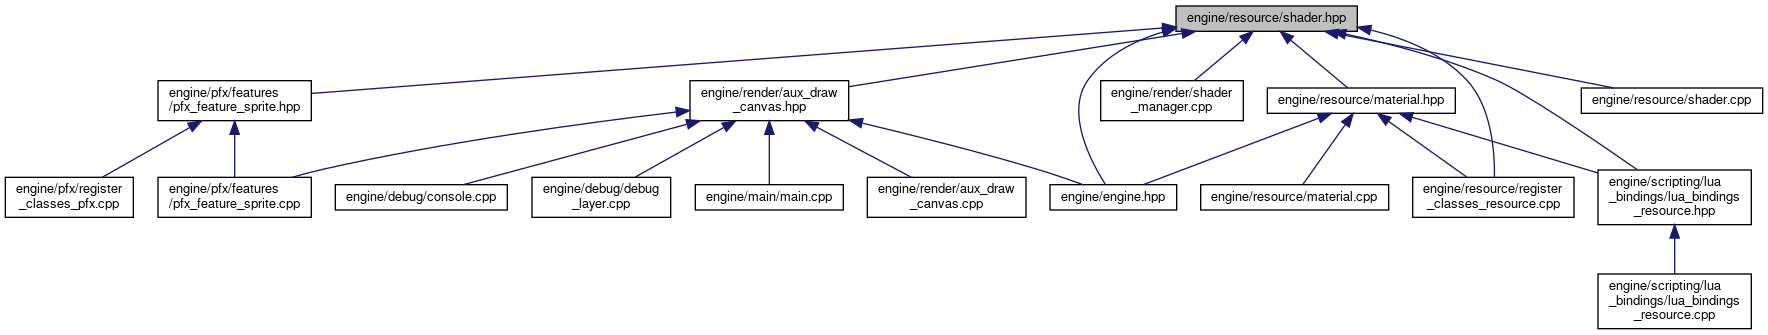 engine/resource/shader.hpp
engine/pfx/features
/pfx_feature_sprite.hpp
engine/render/aux_draw
_canvas.hpp
engine/render/shader
_manager.cpp
engine/resource/material.hpp
engine/resource/shader.cpp
engine/pfx/register
_classes_pfx.cpp
engine/pfx/features
/pfx_feature_sprite.cpp
engine/debug/console.cpp
engine/debug/debug
_layer.cpp
engine/main/main.cpp
engine/render/aux_draw
_canvas.cpp
engine/engine.hpp
engine/resource/material.cpp
engine/resource/register
_classes_resource.cpp
engine/scripting/lua
_bindings/lua_bindings
_resource.hpp
engine/scripting/lua
_bindings/lua_bindings
_resource.cpp